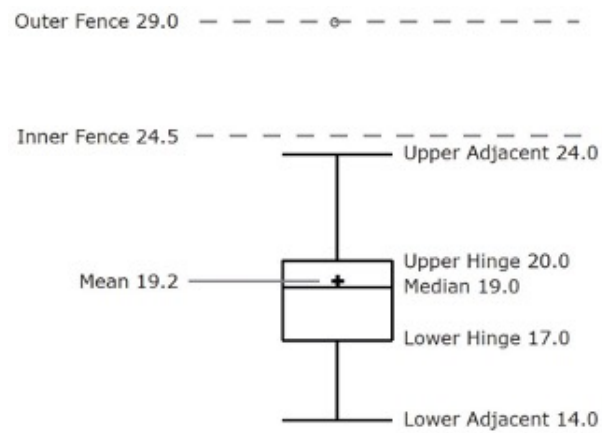 Outer Fence 29.0
Inner Fence 24.5
Upper Adjacent 24.0
Upper Hinge 20.0
Mean 19.2
Median 19.0
Lower Hinge 17.0
Lower Adjacent 14.0